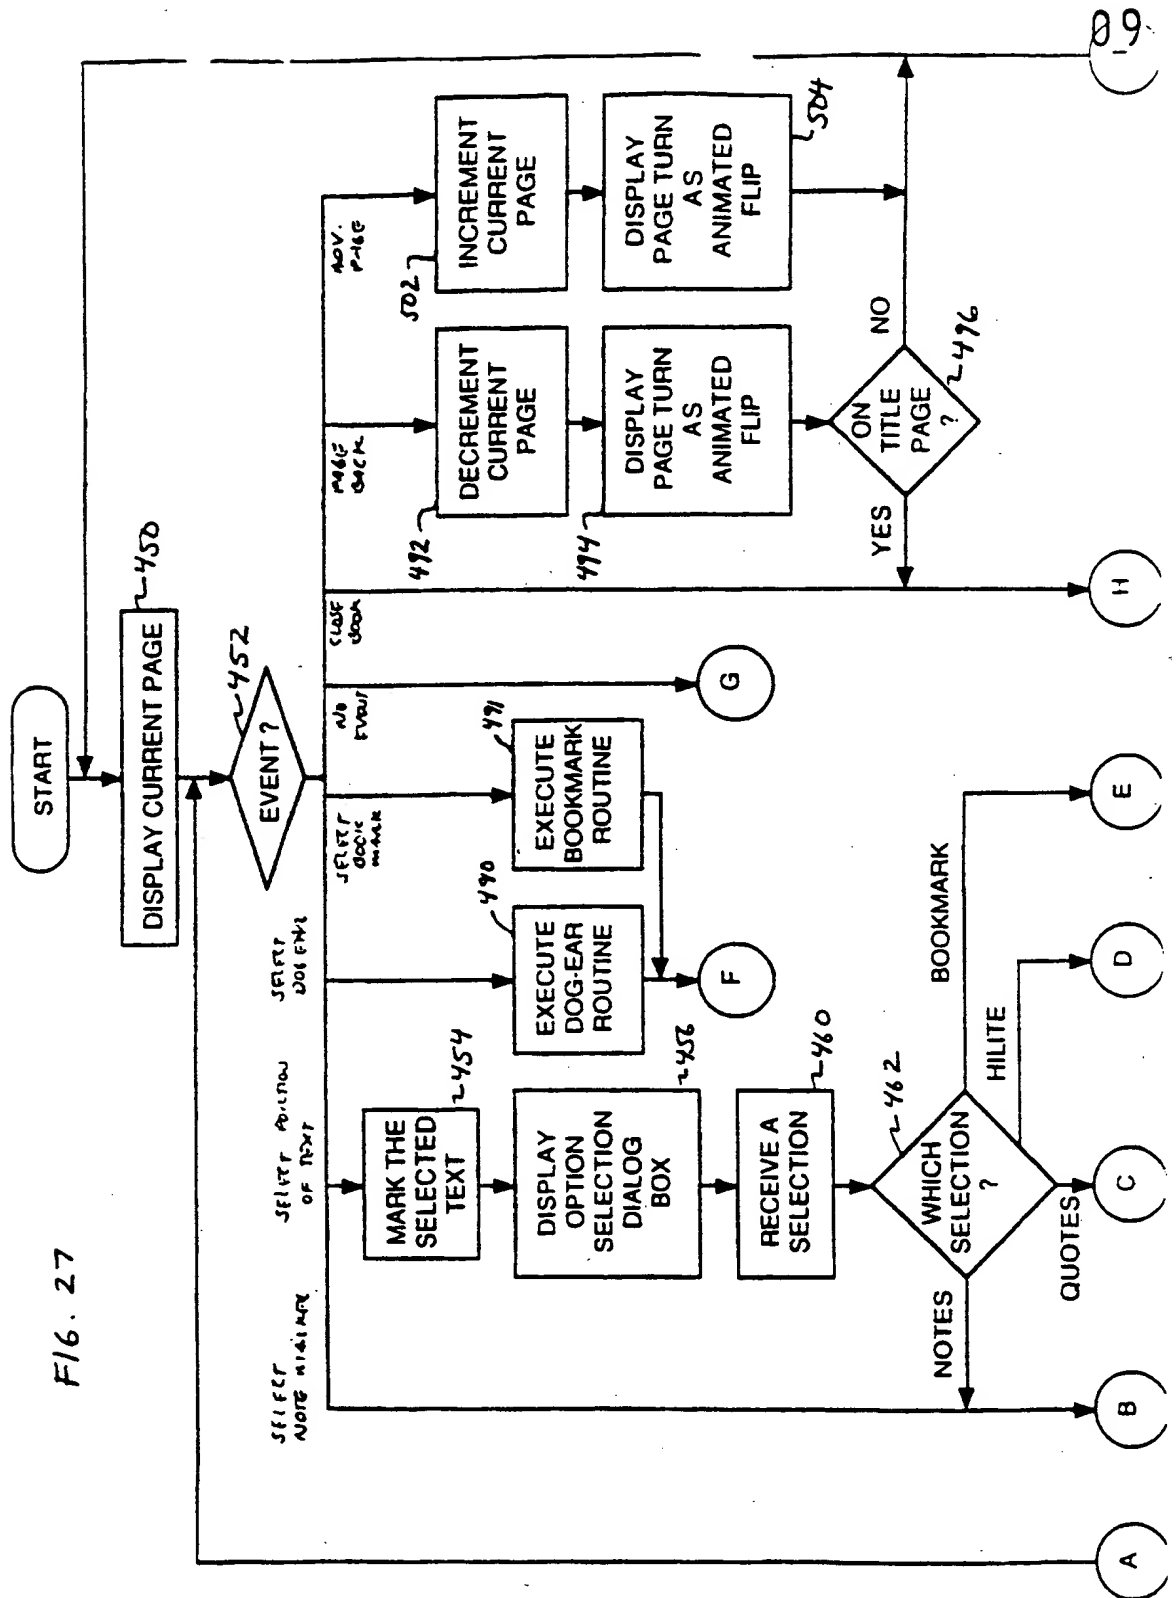 FIG. 27
START
DISPLAY CURRENT PAGE
450
EVENT ?
452
SELECT
NOTE
SELECT PORTION
OF TEXT
SELECT
DOG EAR
SELECT
BOOK
MARK
NO
EVENT
CLOSE
BOOK
PAGE
BACK
ADV.
PAGE
MARK THE
SELECTED
TEXT
454
DISPLAY
OPTION
SELECTION
DIALOG
BOX
456
RECEIVE A
SELECTION
460
WHICH
SELECTION
?
462
NOTES
QUOTES
HILITE
BOOKMARK
EXECUTE
DOG-EAR
ROUTINE
490
EXECUTE
BOOKMARK
ROUTINE
491
DECREMENT
CURRENT
PAGE
492
DISPLAY
PAGE TURN
AS
ANIMATED
FLIP
494
ON
TITLE
PAGE
?
496
YES
NO
INCREMENT
CURRENT
PAGE
502
DISPLAY
PAGE TURN
AS
ANIMATED
FLIP
504
F
G
A
B
C
D
E
H
09